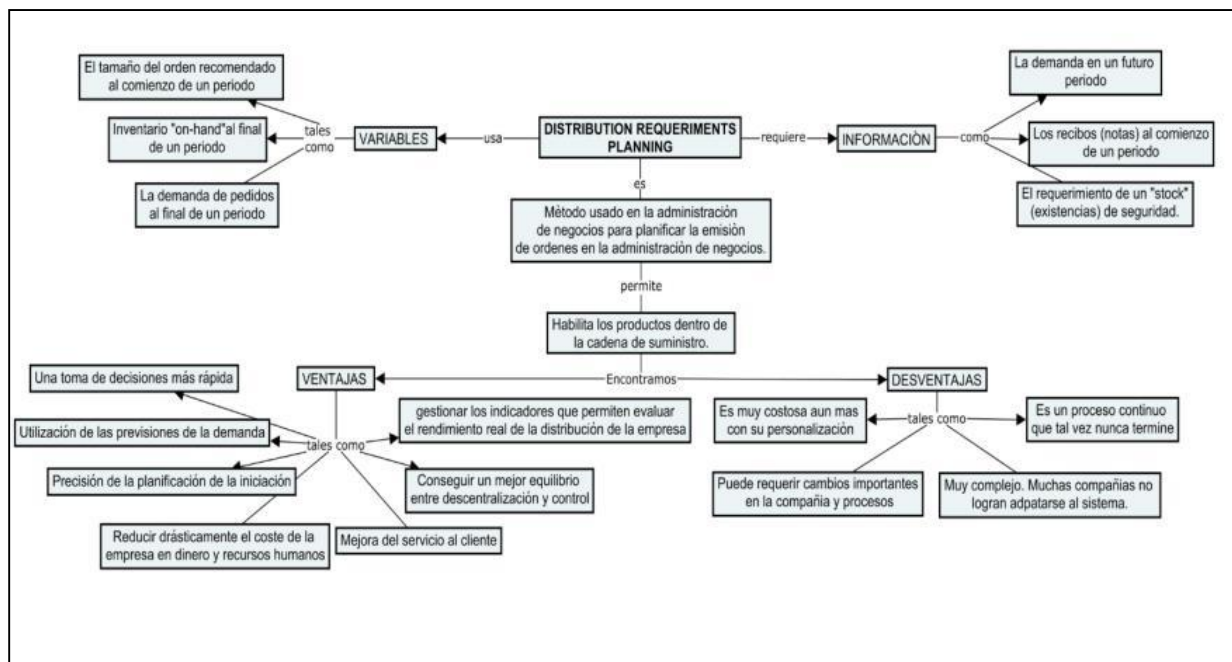 El tamaño del orden recomendado
al comienzo de un periodo
Inventario "on-hand"al final
de un periodo
La demanda de pedidos
al final de un periodo
tales
como
VARIABLES
usa
DISTRIBUTION REQUERIMENTS
PLANNING
requiere
INFORMACIÒN
como
La demanda en un futuro
periodo
Los recibos (notas) al comienzo
de un periodo
El requerimiento de un "stock"
(existencias) de seguridad.
es
Mètodo usado en la administración
de negocios para planificar la emisión
de ordenes en la administraciòn de negocios.
permite
Habilita los productos dentro de
la cadena de suministro.
Encontramos
VENTAJAS
tales como
Una toma de decisiones más rápida
Utilización de las previsiones de la demanda
Precisión de la planificación de la iniciación
Reducir drásticamente el coste de la
empresa en dinero y recursos humanos
Mejora del servicio al cliente
Conseguir un mejor equilibrio
entre descentralización y control
gestionar los indicadores que permiten evaluar
el rendimiento real de la distribución de la empresa
DESVENTAJAS
tales como
Es muy costosa aun mas
con su personalización
Es un proceso continuo
que tal vez nunca termine
Puede requerir cambios importantes
en la compañia y procesos
Muy complejo. Muchas compañias no
logran adpatarse al sistema.